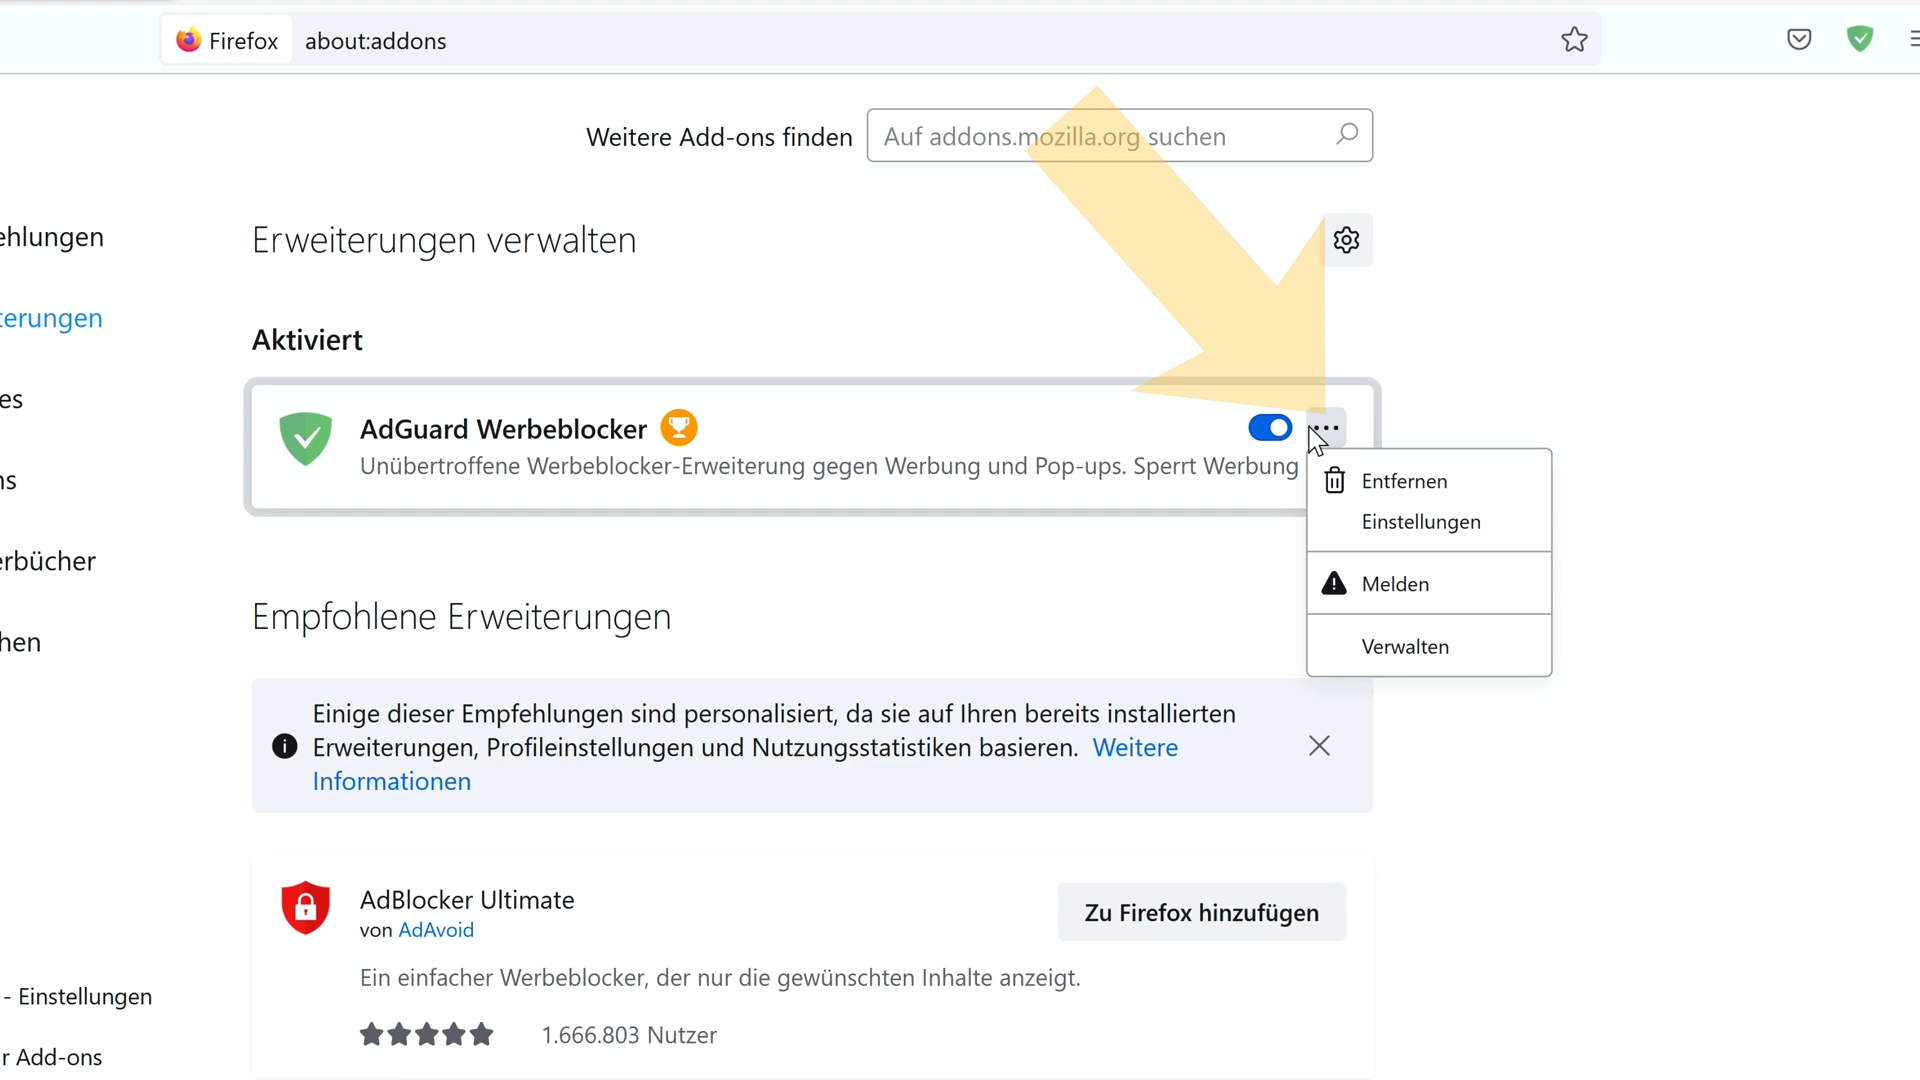 Firefox
about:addons
Weitere Add-ons finden
Auf addons.mozilla.org suchen
ehlungen
Erweiterungen verwalten
terungen
Aktiviert
es
AdGuard Werbeblocker
Unübertroffene Werbeblocker-Erweiterung gegen Werbung und Pop-ups. Sperrt Werbung
ns
Entfernen
Einstellungen
erbücher
Melden
Empfohlene Erweiterungen
hen
Verwalten
Einige dieser Empfehlungen sind personalisiert, da sie auf Ihren bereits installierten
Erweiterungen, Profileinstellungen und Nutzungsstatistiken basieren. Weitere
Informationen
AdBlocker Ultimate
von AdAvoid
Zu Firefox hinzufügen
Ein einfacher Werbeblocker, der nur die gewünschten Inhalte anzeigt.
- Einstellungen
1.666.803 Nutzer
r Add-ons